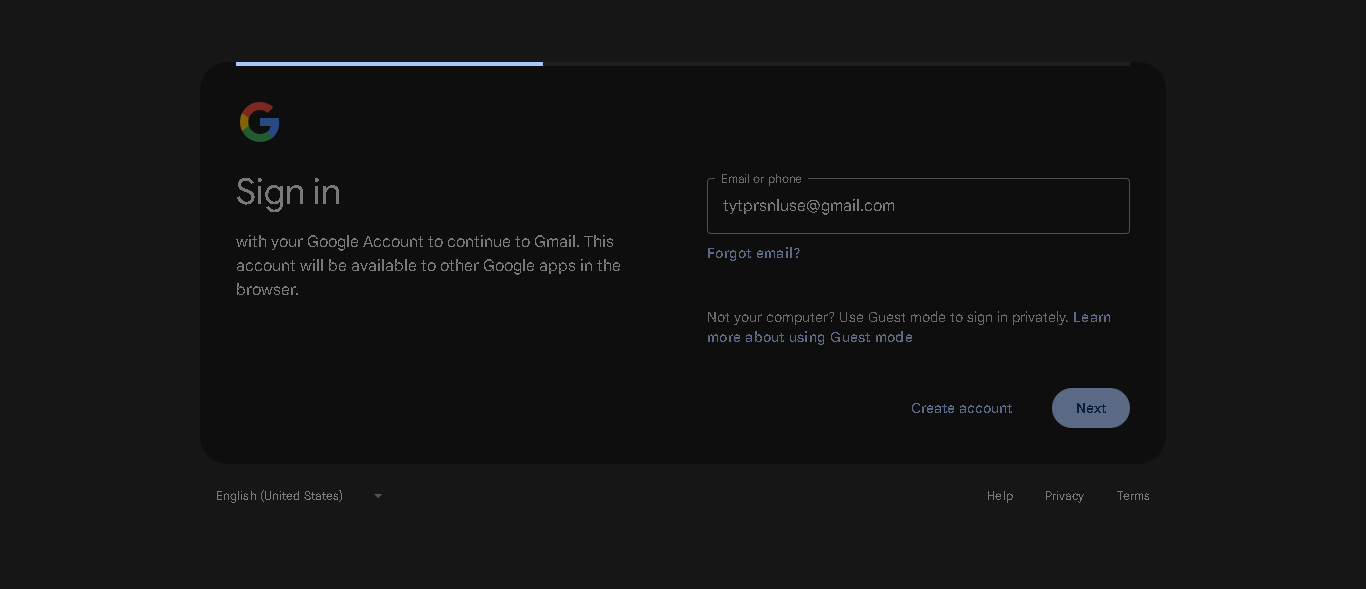 Sign in
with your Google Account to continue to Gmail. This
account will be available to other Google apps in the
browser.
Email or phone
tytprsnluse@gmail.com
Forgot email?
Not your computer? Use Guest mode to sign in privately. Learn
more about using Guest mode
Create account
Next
English (United States)
Help
Privacy
Terms